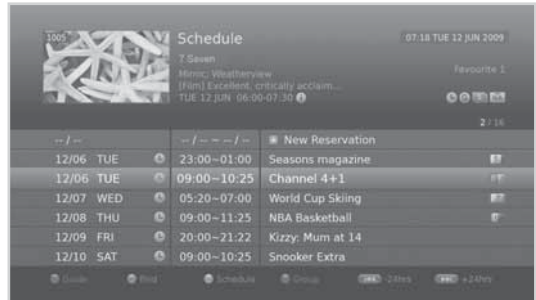 1005
Schedule
07:18 TUE 12 JUN 2009
7 Seven
Mimic: Weatherview
[Film] Excellent, critically acclaim...
TUE 12 JUN 06:00-07:30
Favourite 1
2/16
-- / --
-- / -- ~ -- / --
New Reservation
12/06 TUE 23:00~01:00 Seasons magazine
12/06 TUE 09:00~10:25 Channel 4+1
12/07 WED 05:20~07:00 World Cup Skiing
12/08 THU 09:00~11:25 NBA Basketball
12/09 FRI 20:00~21:22 Kizzy: Mum at 14
12/10 SAT 09:00~10:25 Snooker Extra
Schedule Group -24hrs +24hrs